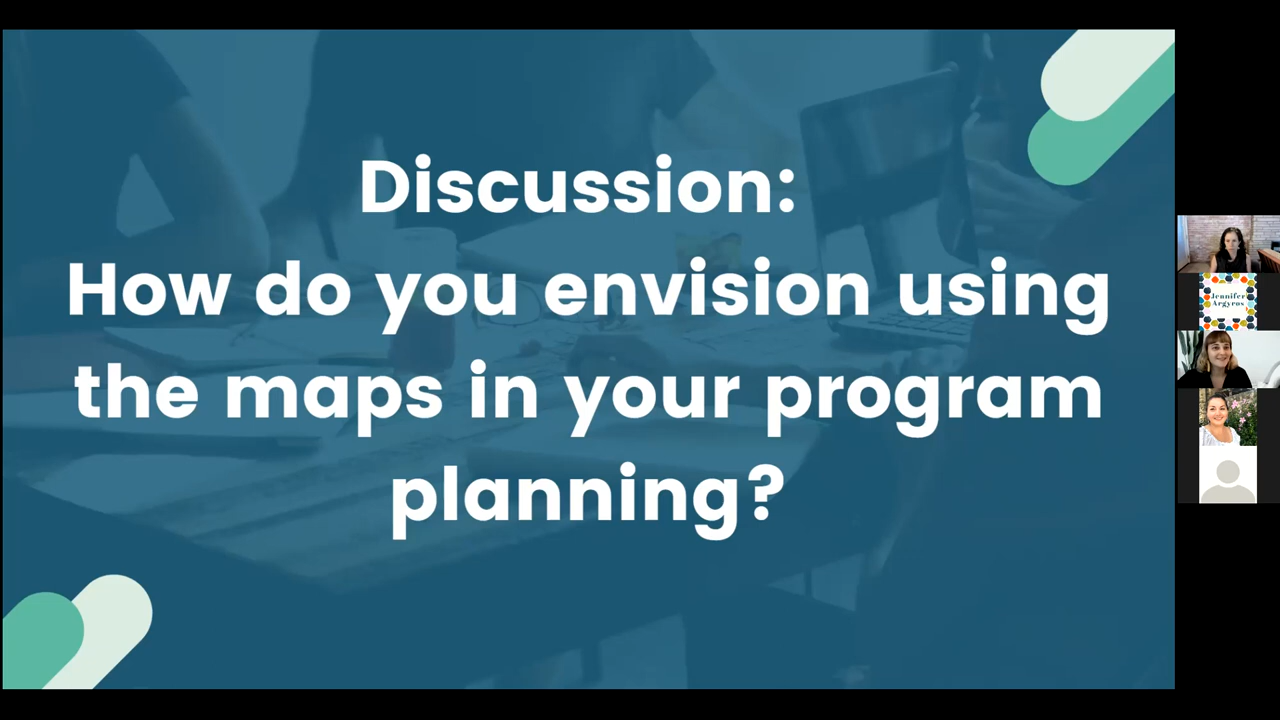 Discussion:
How do you envision using
the maps in your program
planning?
Jennifer
Argyros